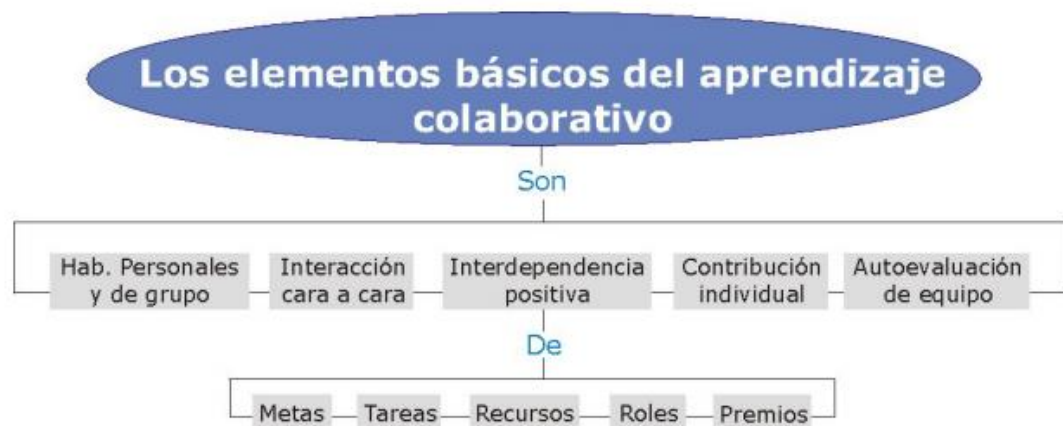 Los elementos básicos del aprendizaje
colaborativo
Son
Hab. Personales
y de grupo
Interacción
cara a cara
Interdependencia
positiva
Contribución
individual
Autoevaluación
de equipo
De
Metas
Tareas
Recursos
Roles
Premios